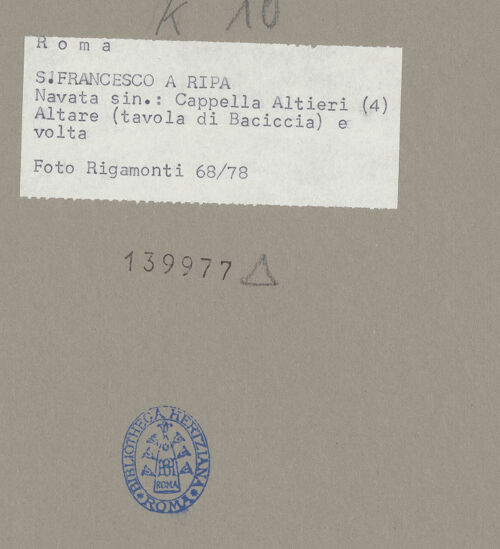 K 10
Roma
S.FRANCESCO A RIPA
Navata sin.: Cappella Altieri (4)
Altare (tavola di Baciccia) e
volta
Foto Rigamonti 68/78
139977
BIBLIOTHECA HERTZIANA
ROMA
ROMA